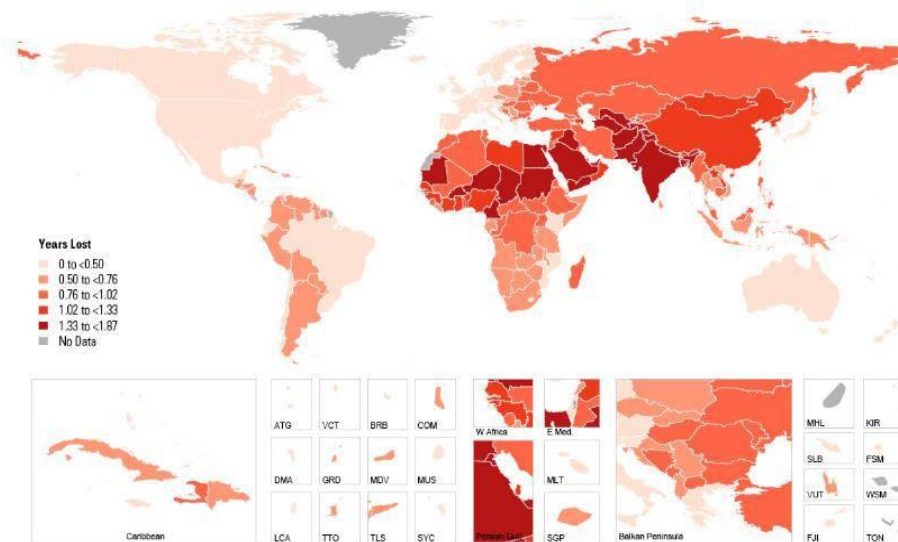 Years Lost
0 to <0.50
0.50 to <0.76
0.76 to <1.02
1.02 to <1.33
1.33 to <1.87
No Data
ATG VCT BRB COM
DMA GRD MDV MUS
LCA TTO TLS SYC
Caribbean
W Africa
E Med.
Persian Gulf
MLT
SGP
Balkan Peninsula
MHL KIR
SLB FSM
VUT WSM
FJI TON